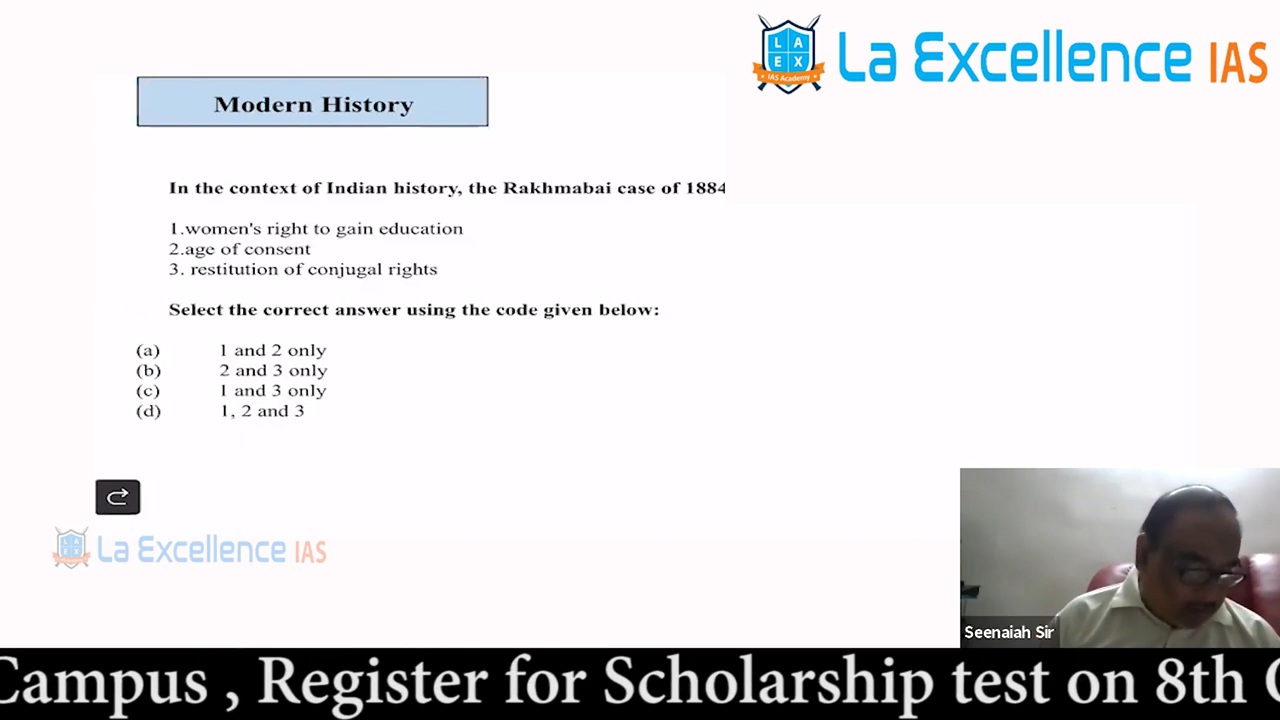 La Excellence IAS
L A
E X
IAS Academy
Modern History
In the context of Indian history, the Rakhmabai case of 1884
1.women's right to gain education
2.age of consent
3. restitution of conjugal rights
Select the correct answer using the code given below:
(a) 1 and 2 only
(b) 2 and 3 only
(c) 1 and 3 only
(d) 1, 2 and 3
La Excellence IAS
Seenaiah Sir
Campus , Register for Scholarship test on 8th